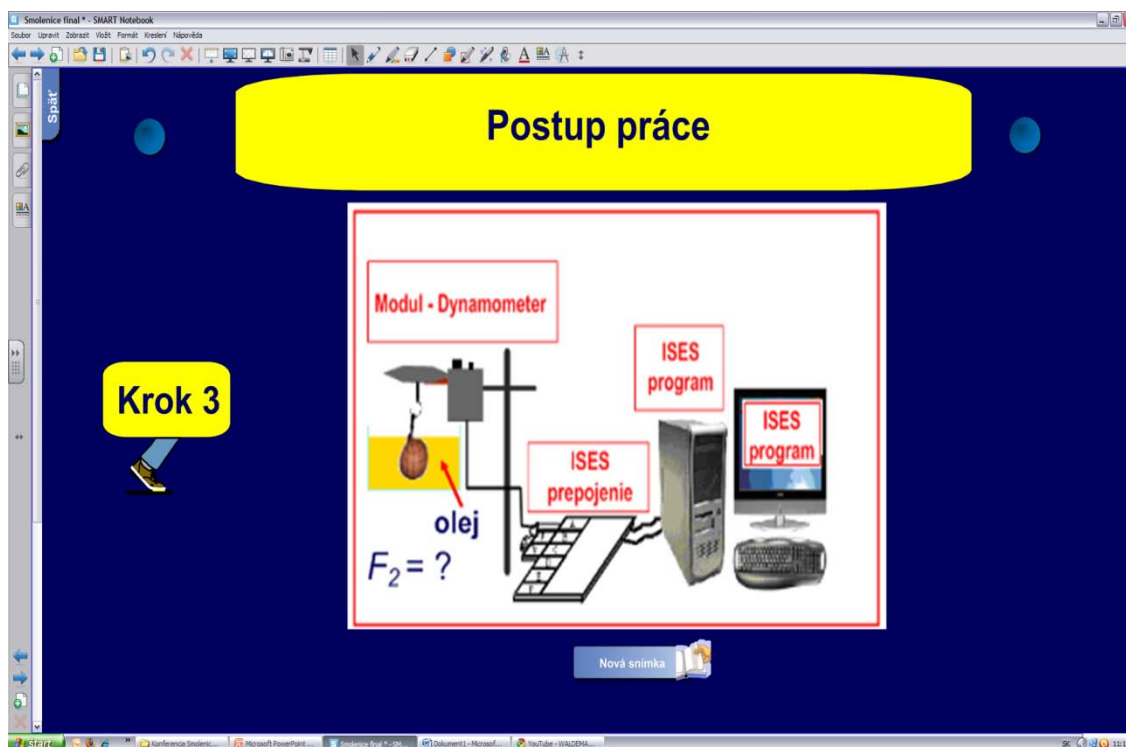 Smolenice final * - SMART Notebook
Soubor Upravit Zobrazit Vložit Formát Kreslení Nápověda
Späť
Postup práce
Krok 3
Modul - Dynamometer
ISES
program
ISES
program
ISES
prepojenie
olej
F₂ = ?
Nová snímka
start
Konferencia Smolenic...
Microsoft PowerPoint ...
Smolenice final * - SM...
Dokument1 - Microsof...
YouTube - WALDEMA...
SK